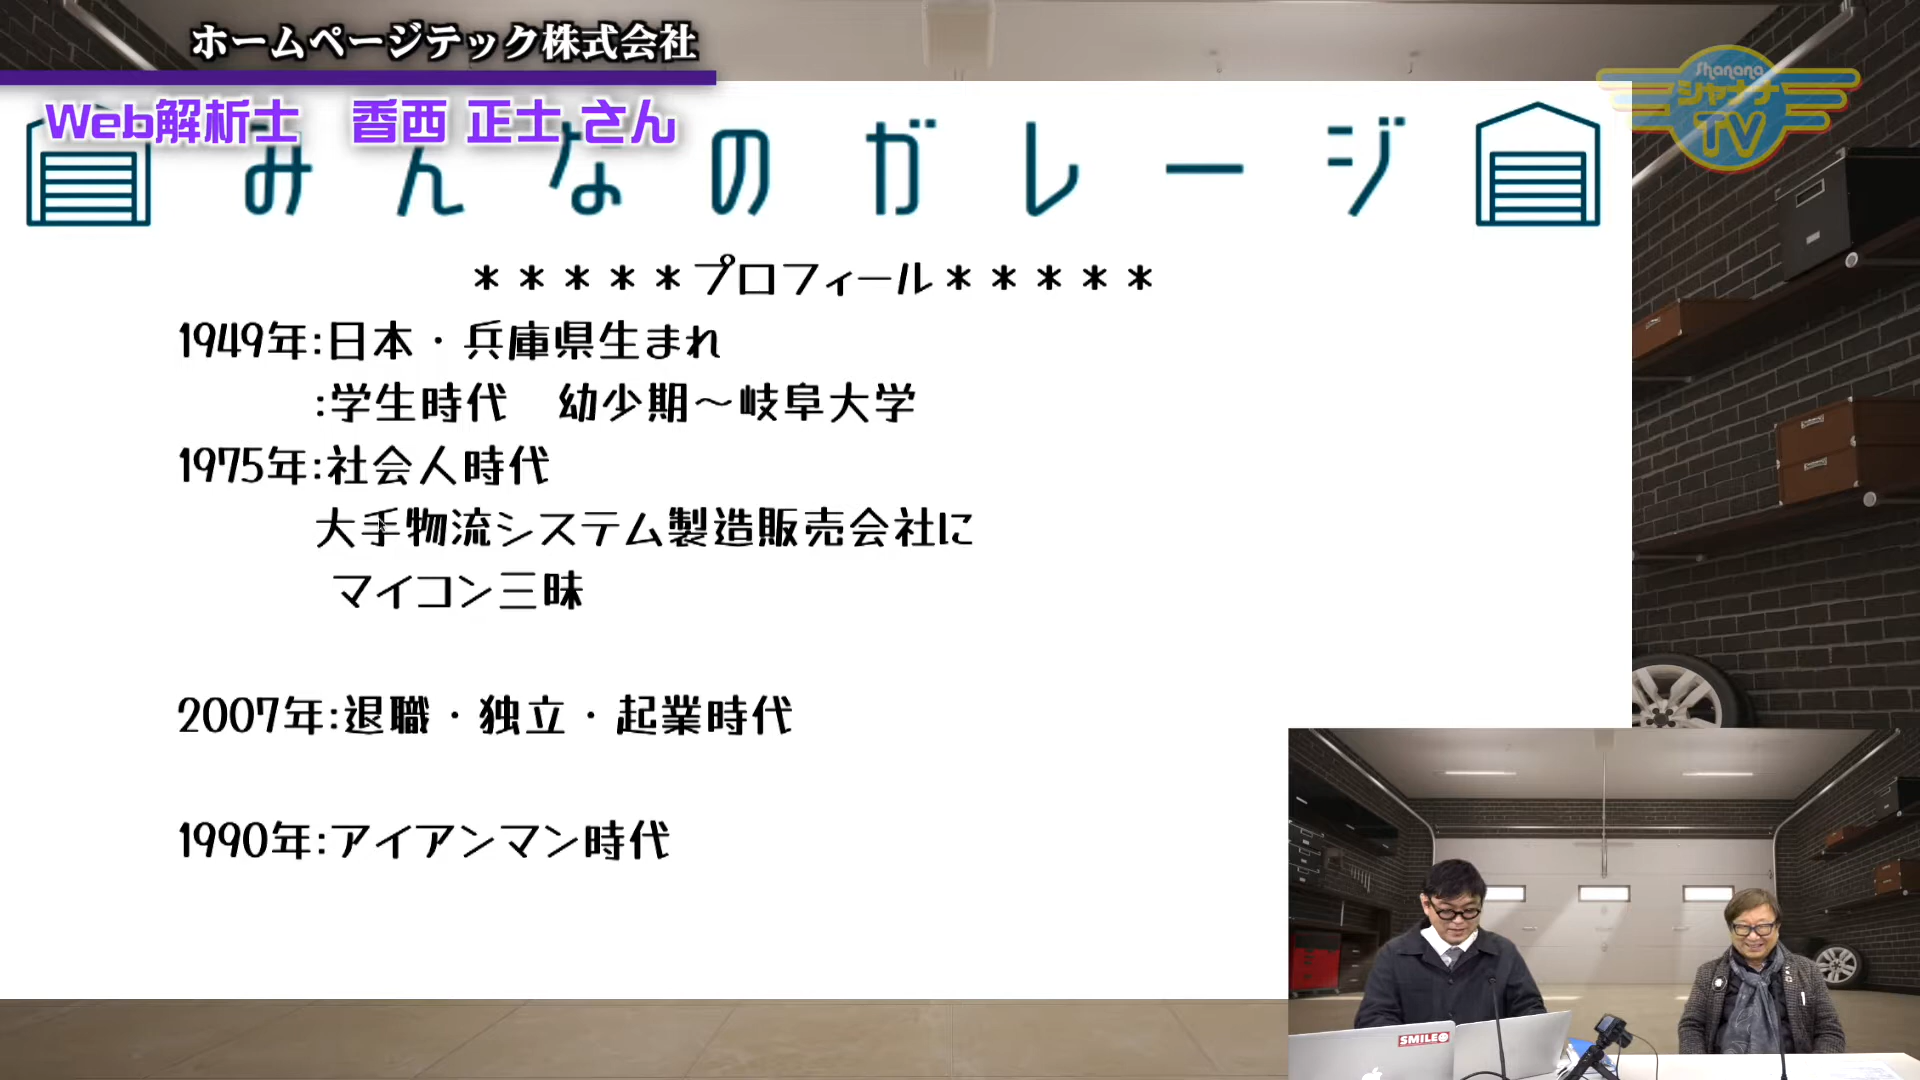 ホームページテック株式会社
Web解析士　香西 正士 さん
みんなのガレージ
Shanana
シャナナ
TV
＊＊＊＊＊プロフィール＊＊＊＊＊
1949年:日本・兵庫県生まれ
:学生時代　幼少期～岐阜大学
1975年:社会人時代
大手物流システム製造販売会社に
マイコン三昧
2007年:退職・独立・起業時代
1990年:アイアンマン時代
SMILE